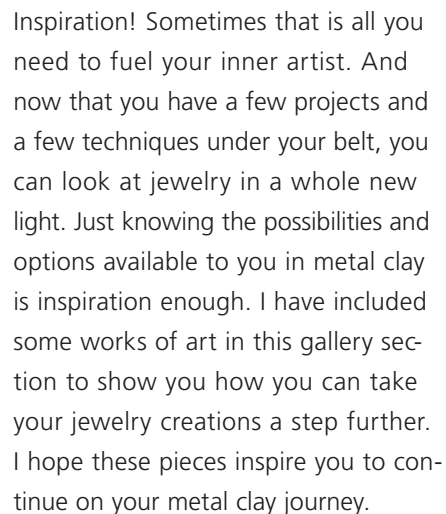 Inspiration! Sometimes that is all you
need to fuel your inner artist. And
now that you have a few projects and
a few techniques under your belt, you
can look at jewelry in a whole new
light. Just knowing the possibilities and
options available to you in metal clay
is inspiration enough. I have included
some works of art in this gallery sec-
tion to show you how you can take
your jewelry creations a step further.
I hope these pieces inspire you to con-
tinue on your metal clay journey.